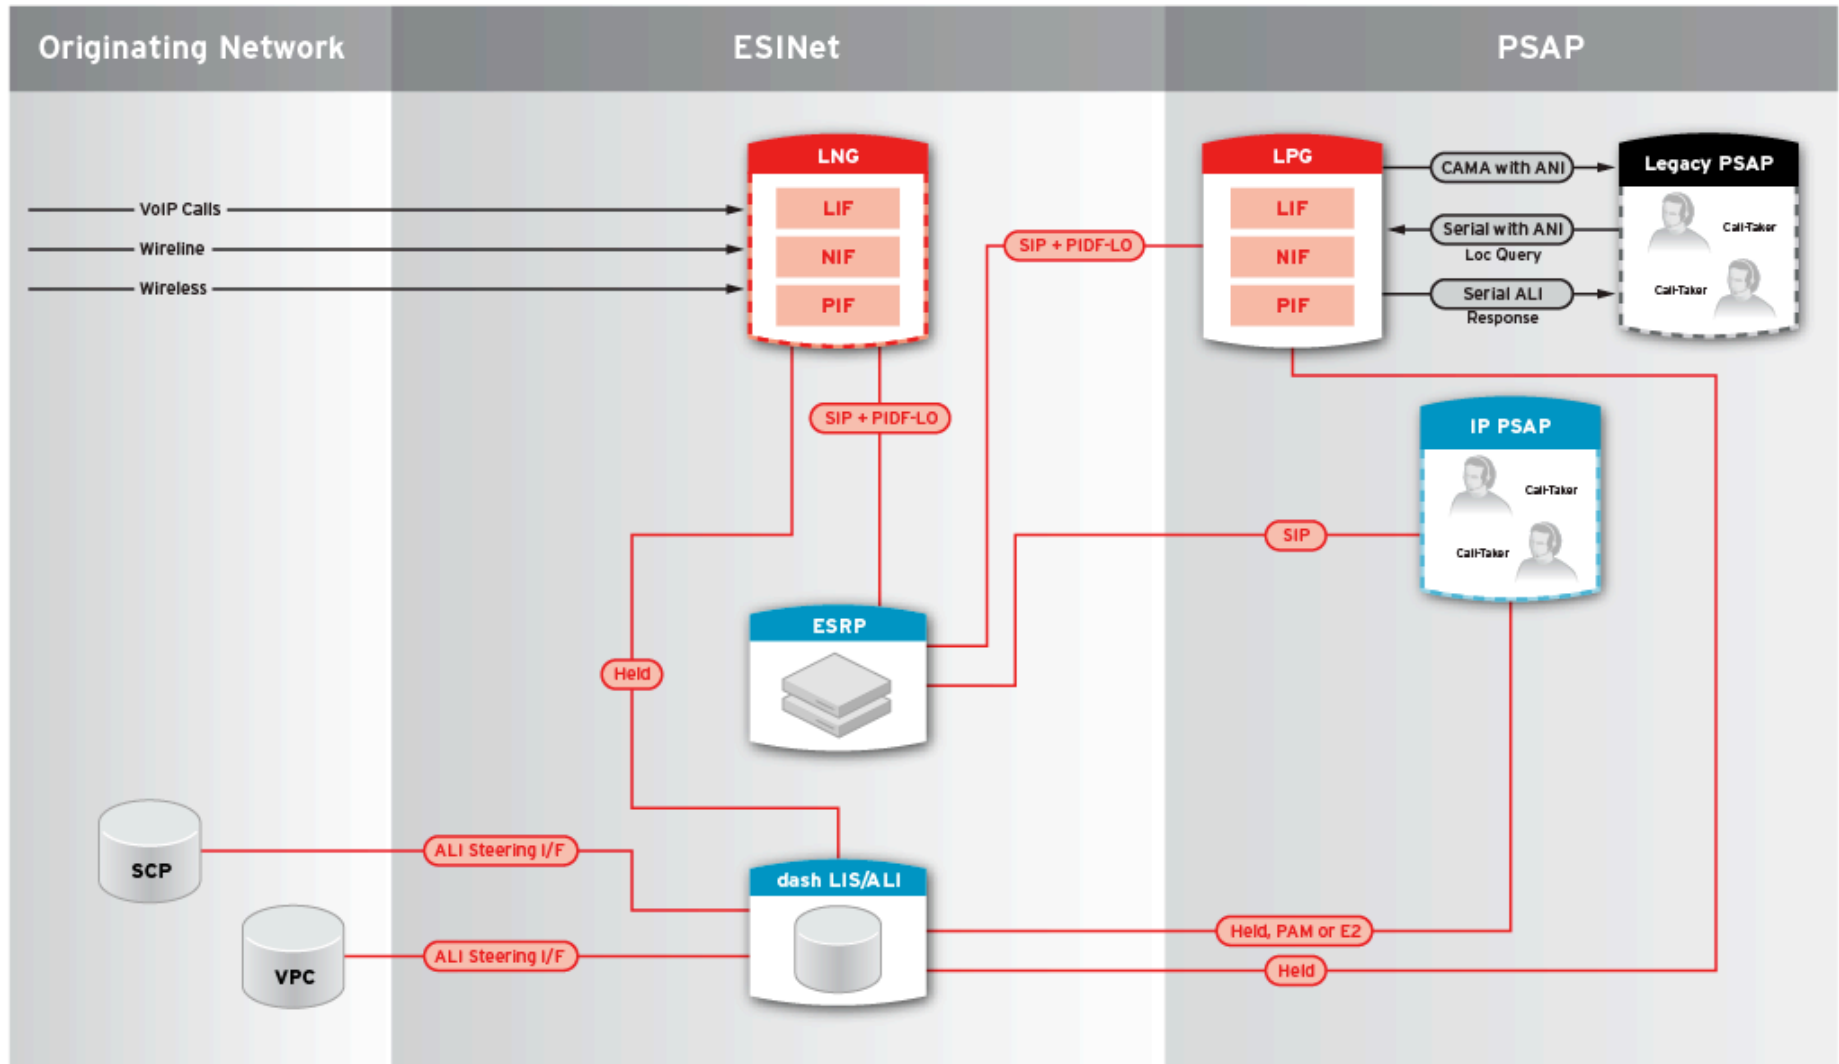 Originating Network
ESINet
PSAP
LNG
LIF
NIF
PIF
VoIP Calls
Wireline
Wireless
LPG
LIF
NIF
PIF
CAMA with ANI
Serial with ANI
Loc Query
Serial ALI
Response
Legacy PSAP
Call-Taker
Call-Taker
SIP + PIDF-LO
SIP + PIDF-LO
IP PSAP
Call-Taker
Call-Taker
SIP
ESRP
Held
SCP
ALI Steering I/F
VPC
ALI Steering I/F
dash LIS/ALI
Held, PAM or E2
Held